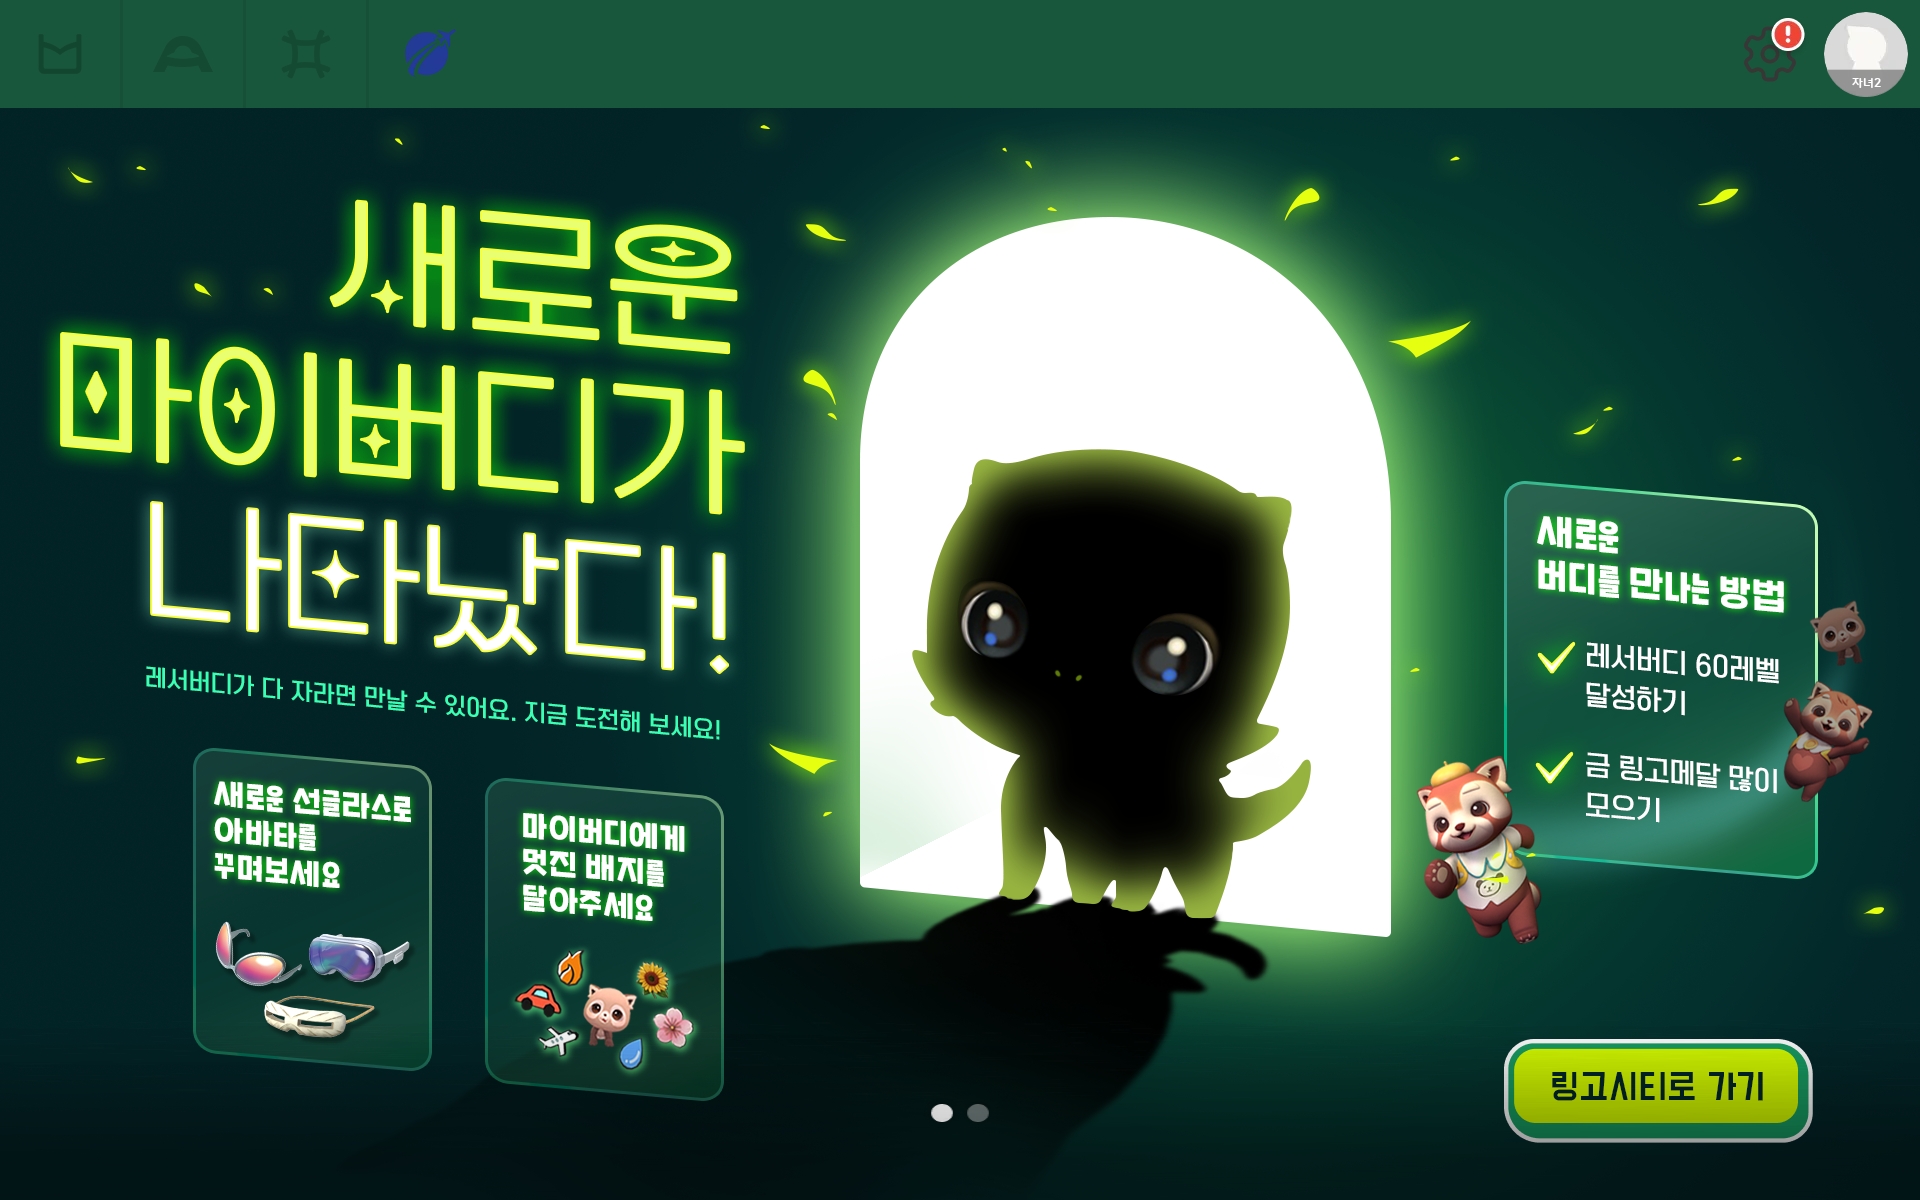 자녀2
새로운
마이버디가
나타났다!
레서버디가 다 자라면 만날 수 있어요. 지금 도전해 보세요!
새로운 선글라스로
아바타를
꾸며보세요
마이버디에게
멋진 배지를
달아주세요
새로운
버디를 만나는 방법
레서버디 60레벨
달성하기
금 링고메달 많이
모으기
링고시티로 가기